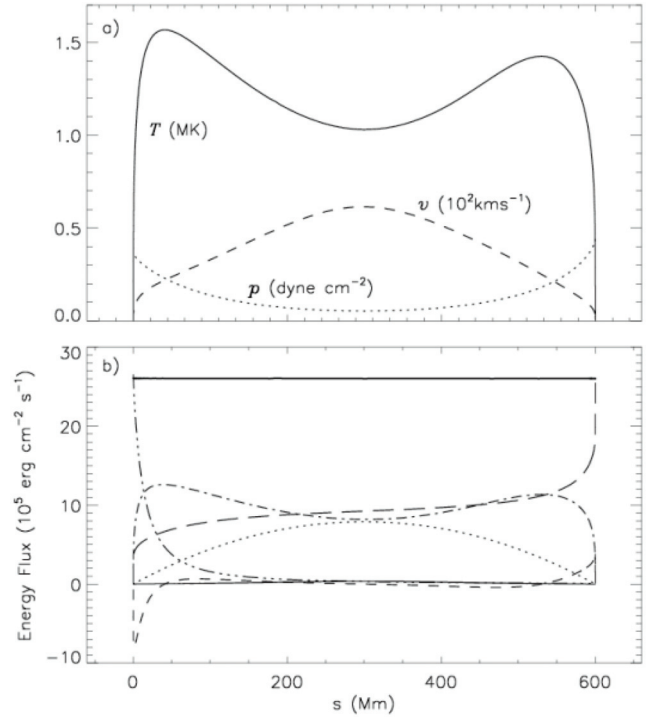 a)
1.5
1.0
0.5
0.0
T (MK)
v (10²kms⁻¹)
p (dyne cm⁻²)
b)
30
20
10
0
−10
Energy Flux (10⁵ erg cm⁻² s⁻¹)
0 200 400 600
s (Mm)